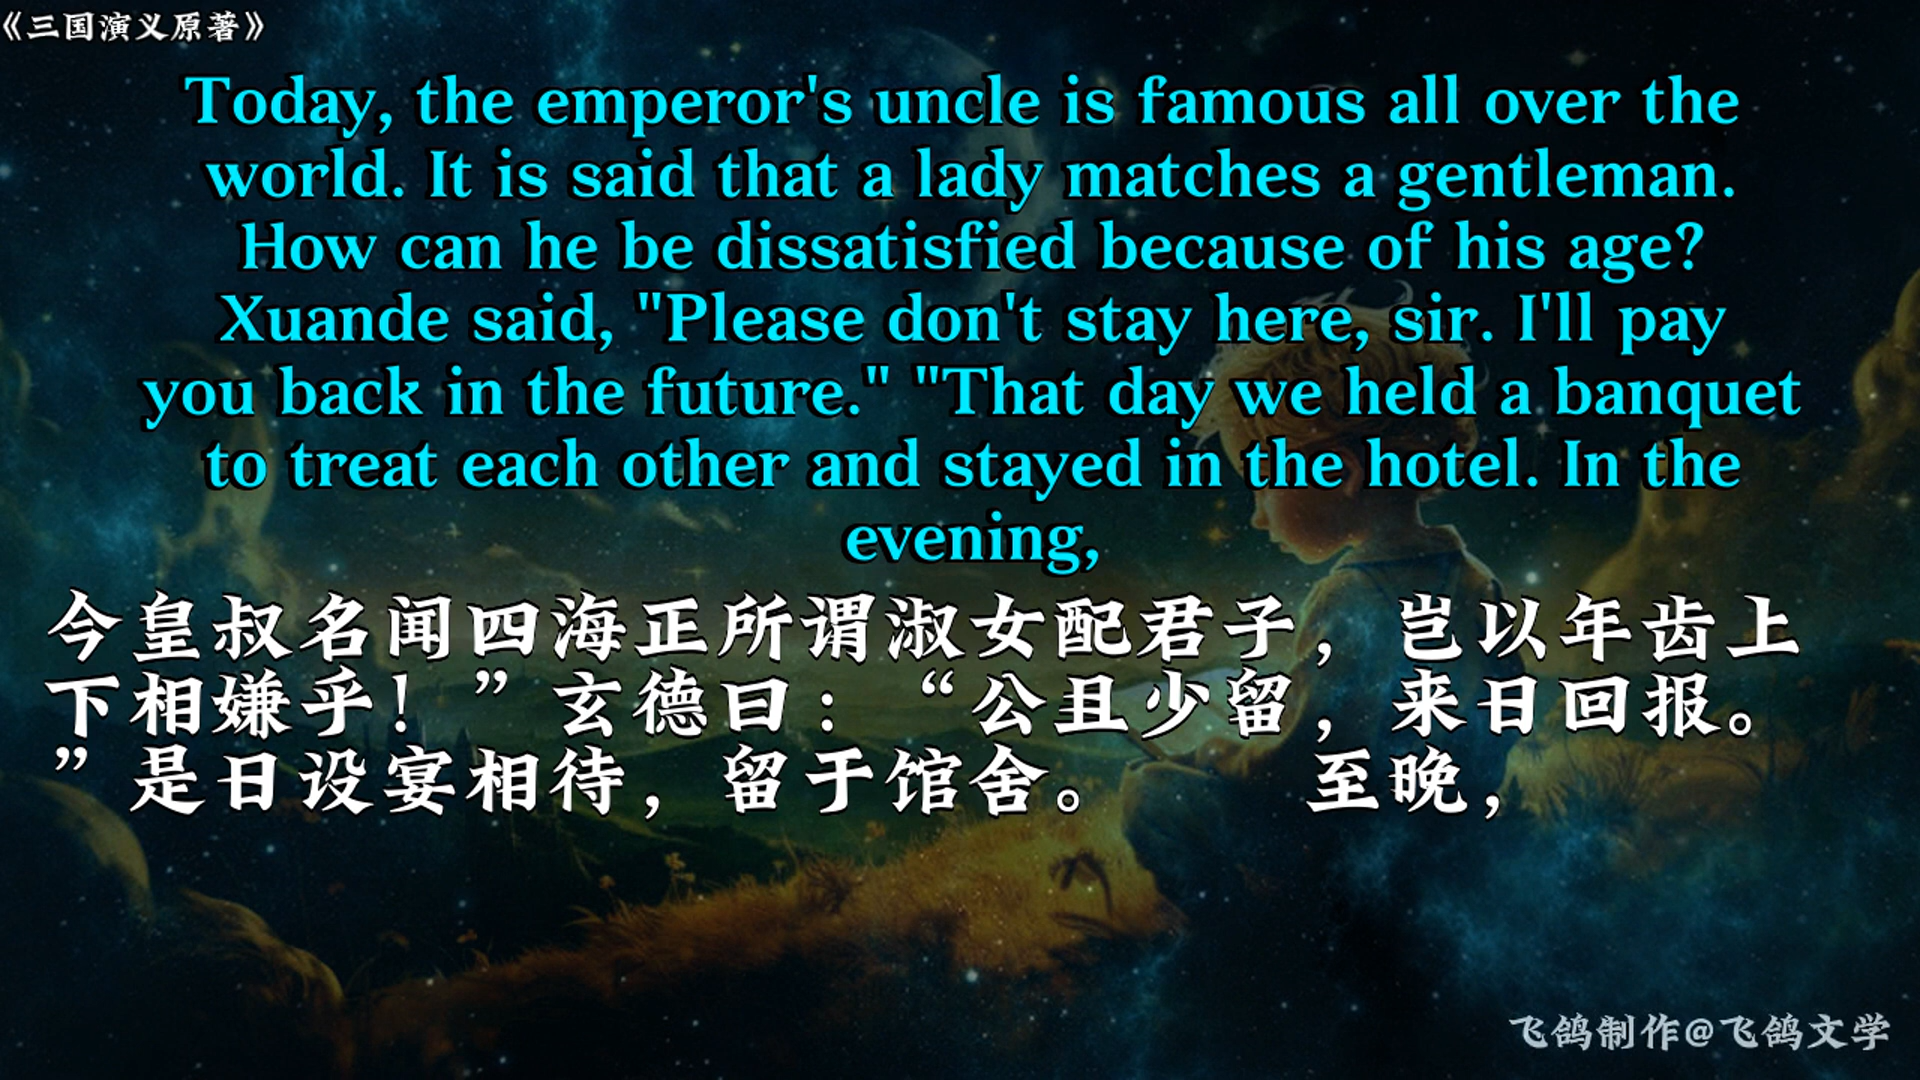 《三国演义原著》
Today, the emperor's uncle is famous all over the
world. It is said that a lady matches a gentleman.
How can he be dissatisfied because of his age?
Xuande said, "Please don't stay here, sir. I'll pay
you back in the future." "That day we held a banquet
to treat each other and stayed in the hotel. In the
evening,
今皇叔名闻四海正所谓淑女配君子，岂以年齿上
下相嫌乎！”玄德曰：“公且少留，来日回报。
”是日设宴相待，留于馆舍。 至晚，
飞鸽制作@飞鸽文学